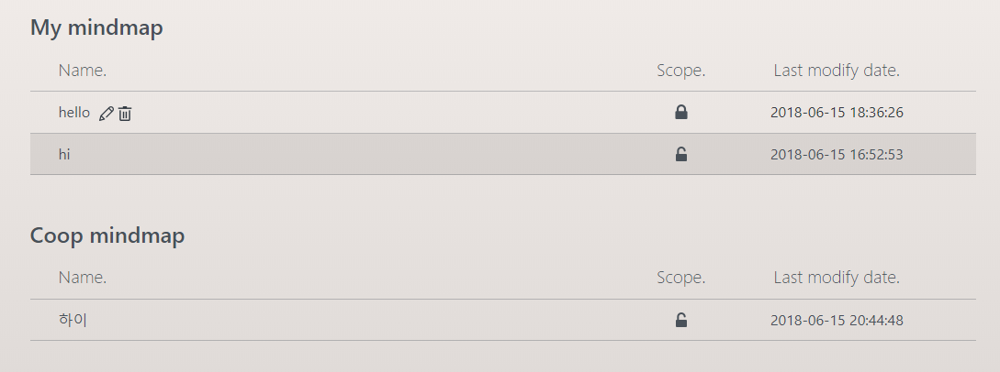 My mindmap
Name. Scope. Last modify date.
hello 2018-06-15 18:36:26
hi 2018-06-15 16:52:53
Coop mindmap
Name. Scope. Last modify date.
하이 2018-06-15 20:44:48